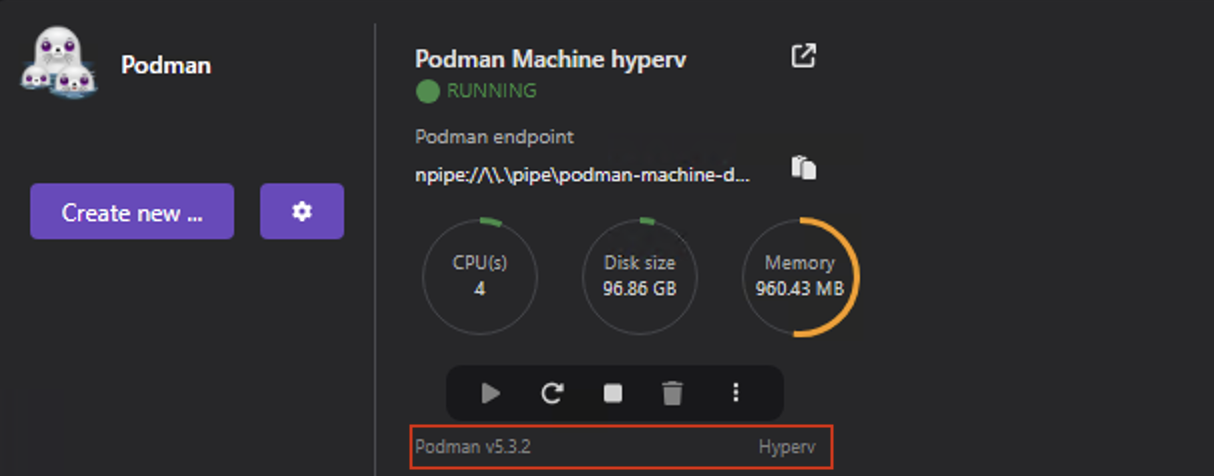 Podman
Create new ...
Podman Machine hyperv
RUNNING
Podman endpoint
npipe://\\.\pipe\podman-machine-d...
CPU(s)
4
Disk size
96.86 GB
Memory
960.43 MB
Podman v5.3.2
Hyperv